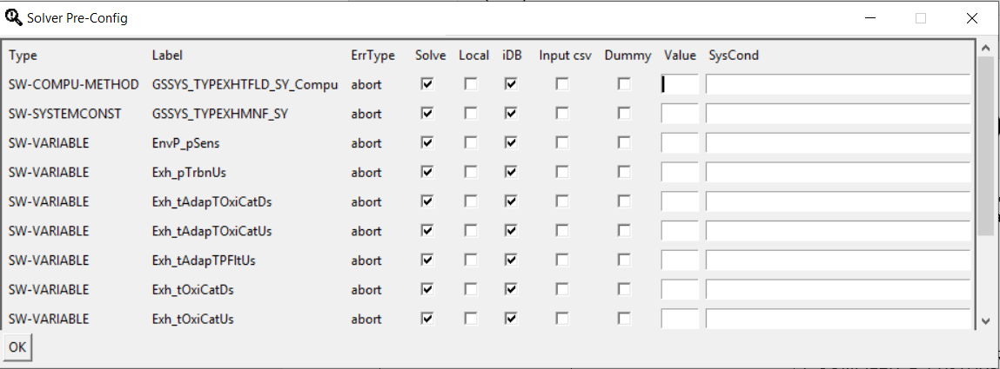 Solver Pre-Config
Type Label ErrType Solve Local iDB Input csv Dummy Value SysCond
SW-COMPU-METHOD GSSYS_TYPEXHTFLD_SY_Compu abort
SW-SYSTEMCONST GSSYS_TYPEXHMNF_SY abort
SW-VARIABLE EnvP_pSens abort
SW-VARIABLE Exh_pTrbnUs abort
SW-VARIABLE Exh_tAdapTOxiCatDs abort
SW-VARIABLE Exh_tAdapTOxiCatUs abort
SW-VARIABLE Exh_tAdapTPFltUs abort
SW-VARIABLE Exh_tOxiCatDs abort
SW-VARIABLE Exh_tOxiCatUs abort
OK